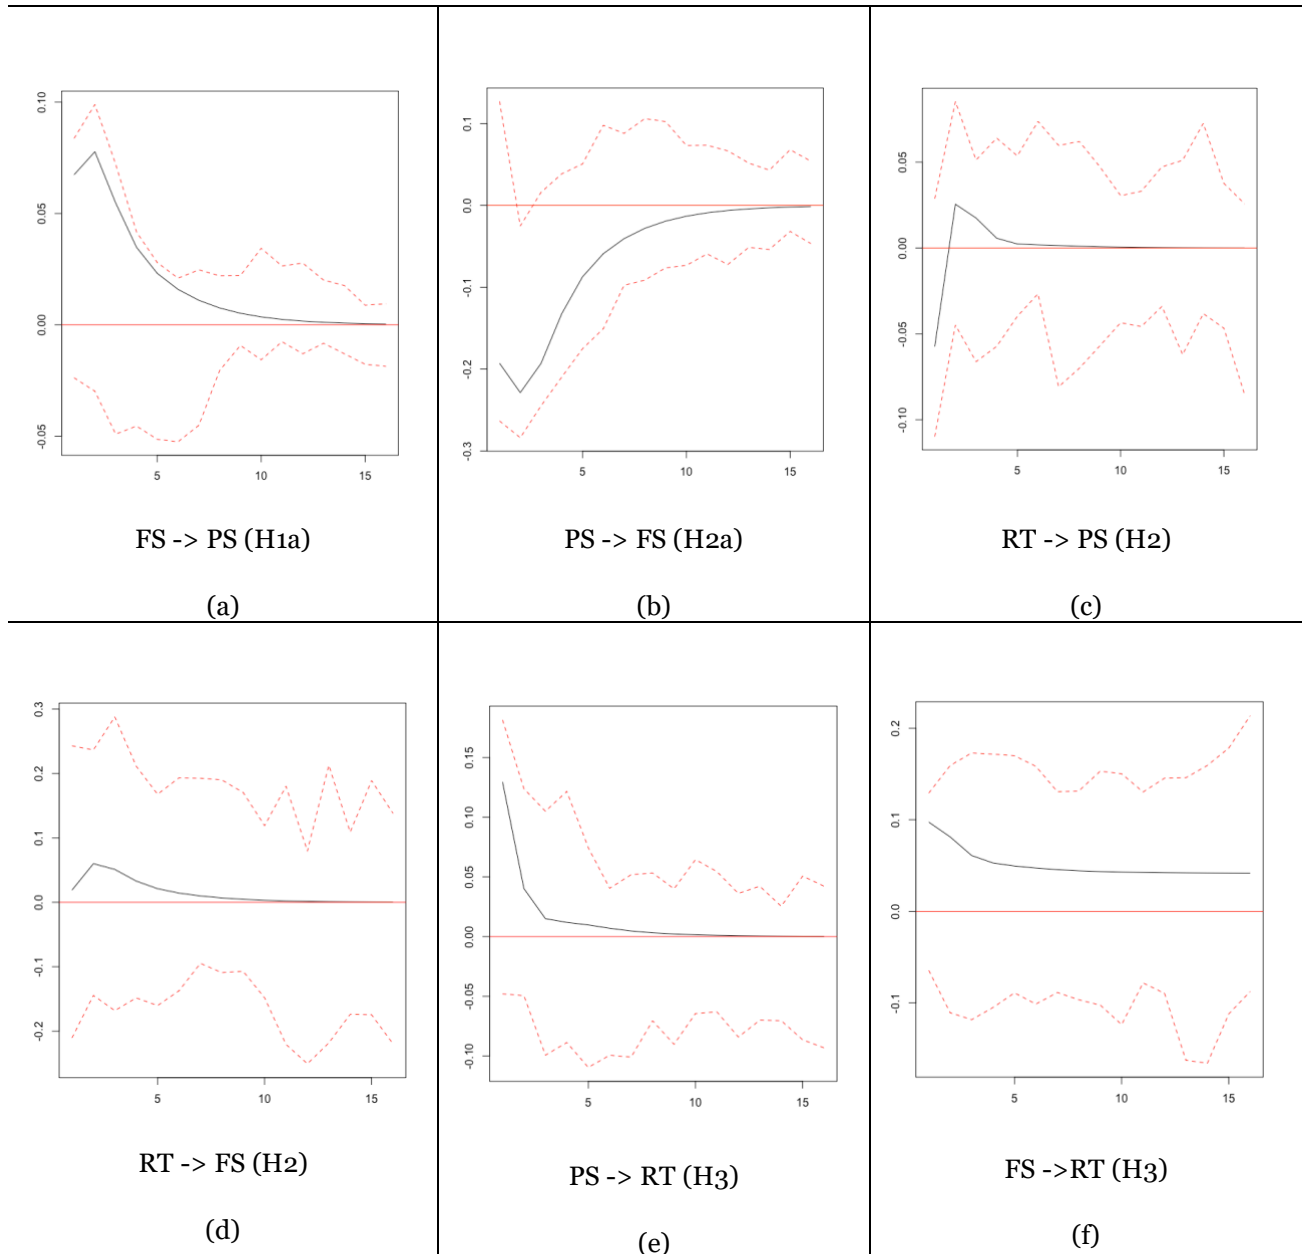 0.10
0.05
0.00
-0.05
5 10 15
FS -> PS (H1a)
(a)
0.1
0.0
-0.1
-0.2
-0.3
5 10 15
PS -> FS (H2a)
(b)
0.05
0.00
-0.05
-0.10
5 10 15
RT -> PS (H2)
(c)
0.3
0.2
0.1
0.0
-0.1
-0.2
5 10 15
RT -> FS (H2)
(d)
0.15
0.10
0.05
0.00
-0.05
-0.10
5 10 15
PS -> RT (H3)
(e)
0.2
0.1
0.0
-0.1
5 10 15
FS ->RT (H3)
(f)